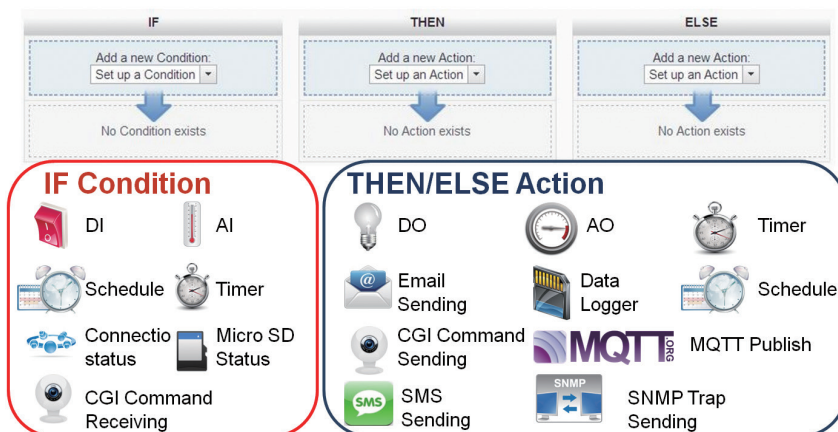 IF
THEN
ELSE
Add a new Condition:
Set up a Condition
Add a new Action:
Set up an Action
Add a new Action:
Set up an Action
No Condition exists
No Action exists
No Action exists
IF Condition
DI
AI
Schedule
Timer
Connectio
status
Micro SD
Status
CGI Command
Receiving
THEN/ELSE Action
DO
AO
Timer
@
Email
Sending
Data
Logger
Schedule
CGI Command
Sending
MQTT.ORG
MQTT Publish
SMS
SMS
Sending
SNMP
SNMP Trap
Sending